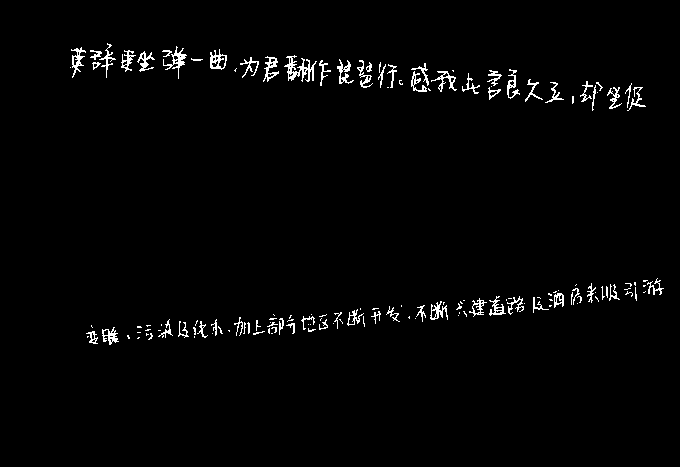 莫辞更坐弹一曲,为君翻作琵琶行。感我此言良久立,却坐促
变暖、污染及缺水,加上部分地区不断开发,不断兴建道路及酒店来吸引游